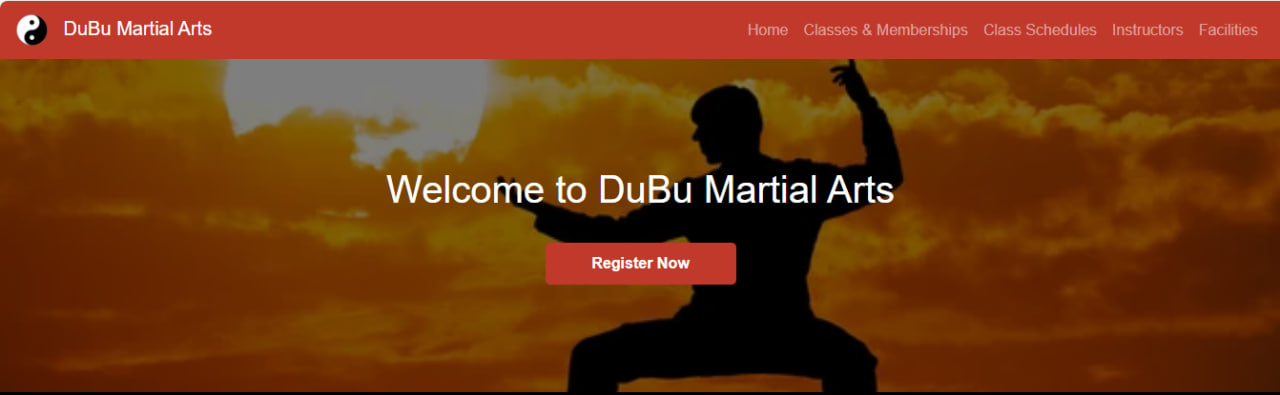 DuBu Martial Arts
Home Classes & Memberships Class Schedules Instructors Facilities
Welcome to DuBu Martial Arts
Register Now